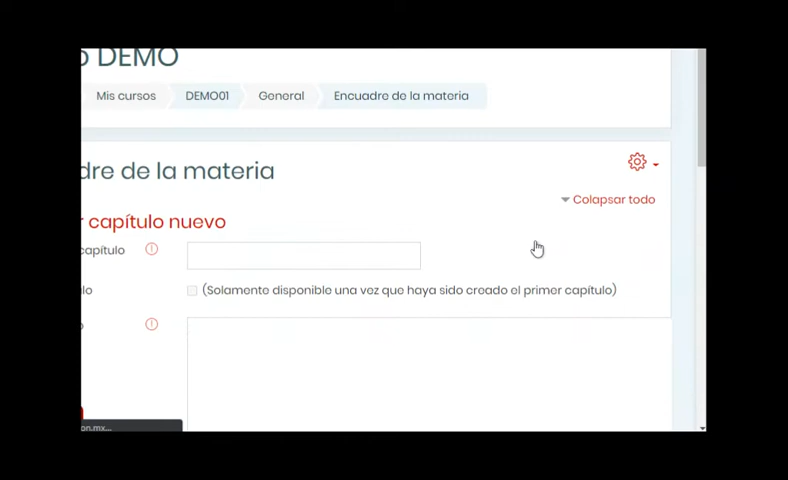 DEMO
Mis cursos
DEMO01
General
Encuadre de la materia
dre de la materia
Colapsar todo
r capítulo nuevo
capítulo
lo (Solamente disponible una vez que haya sido creado el primer capítulo)
o
on.mx...